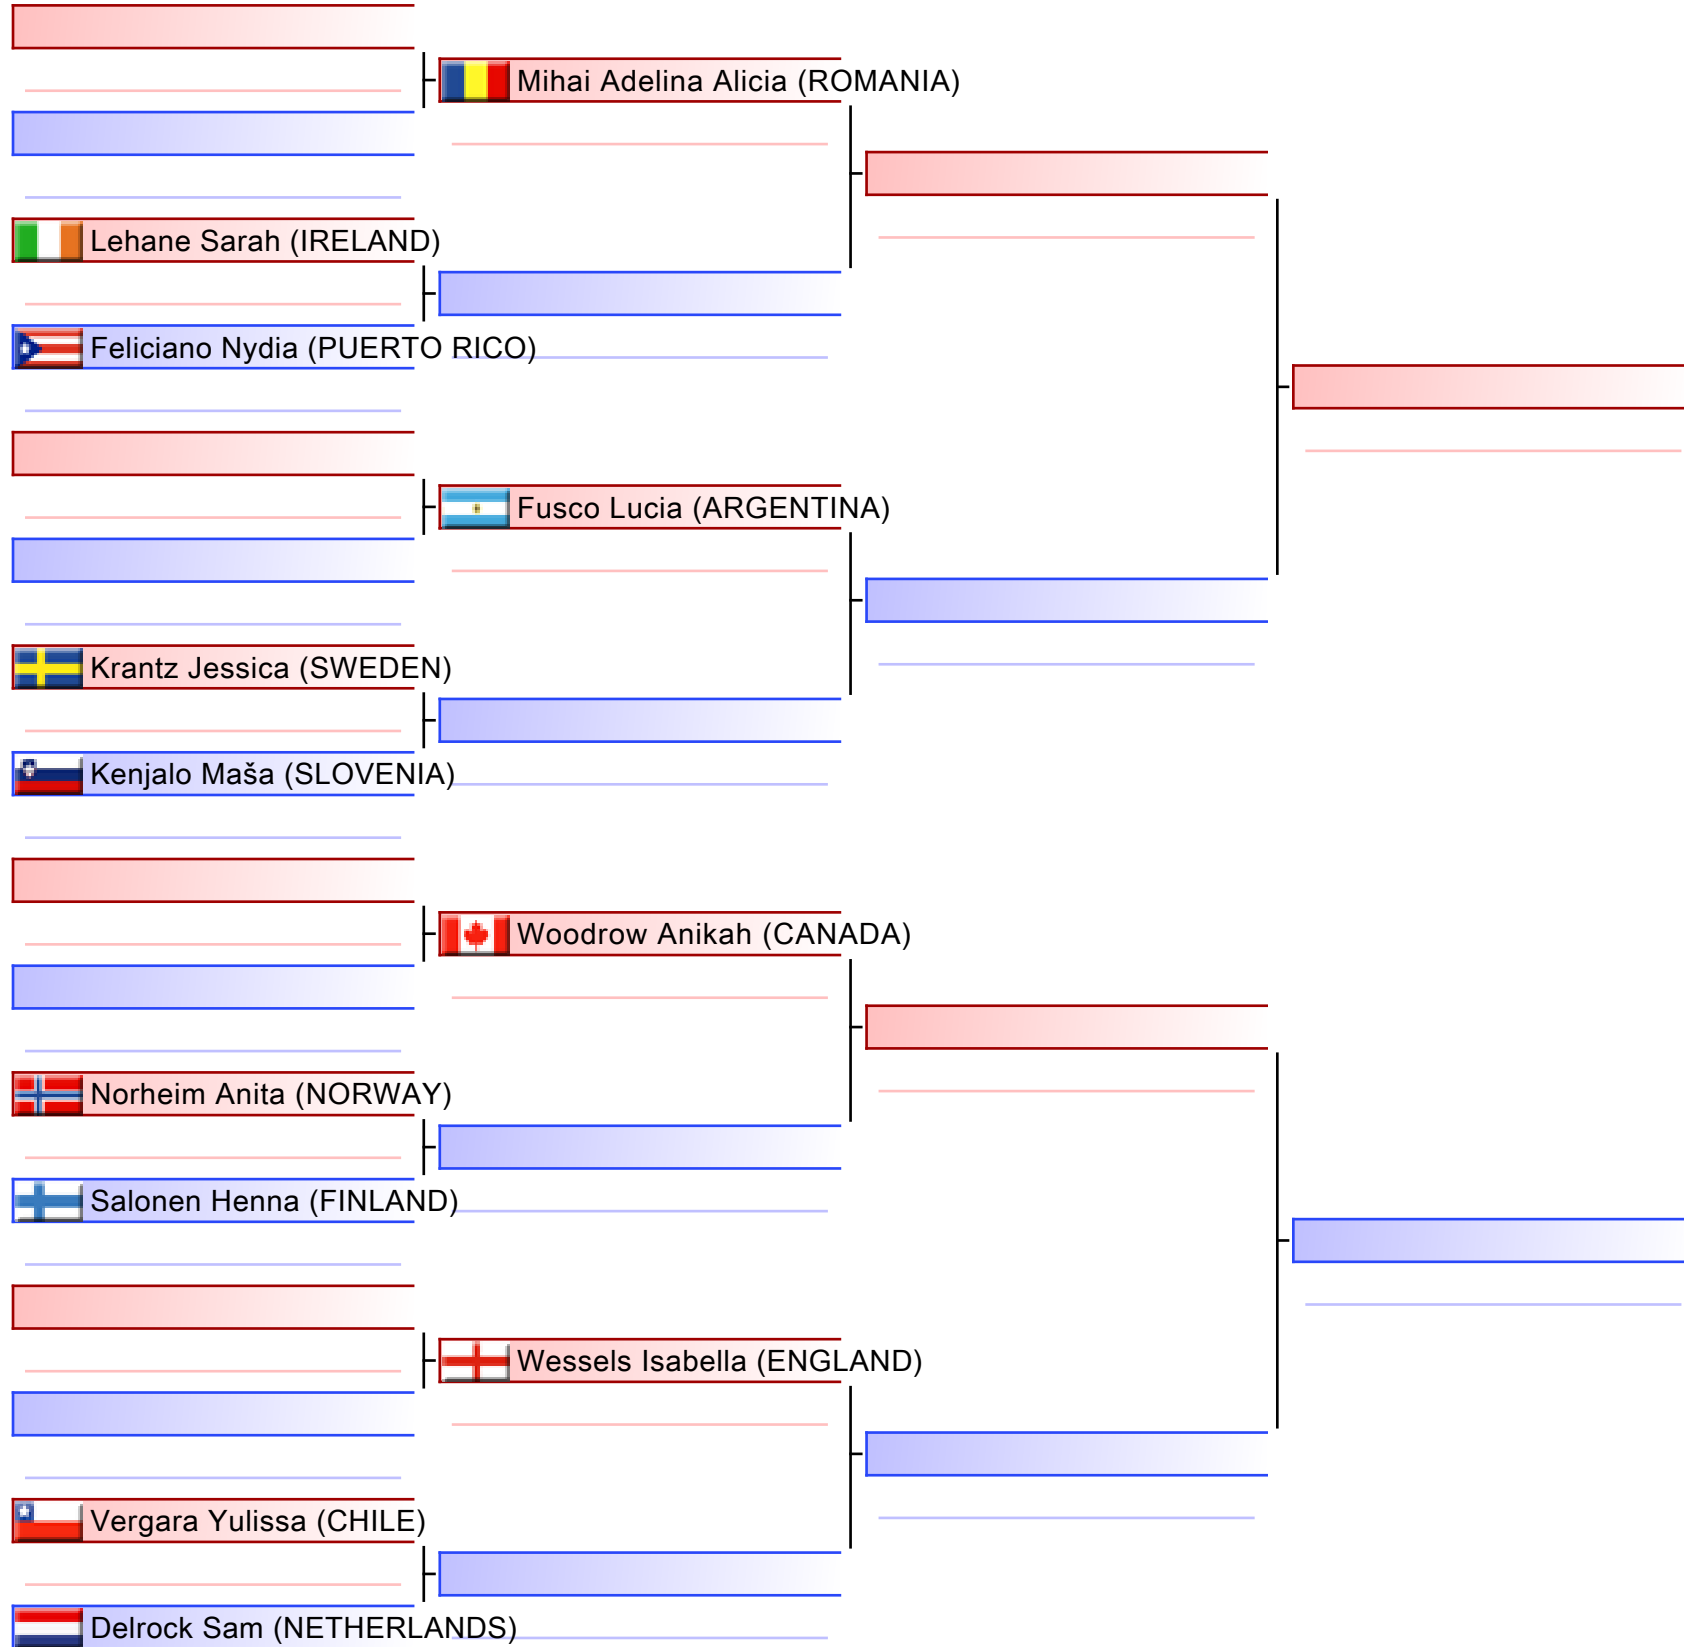 Mihai Adelina Alicia (ROMANIA)
Lehane Sarah (IRELAND)
Feliciano Nydia (PUERTO RICO)
Fusco Lucia (ARGENTINA)
Krantz Jessica (SWEDEN)
Kenjalo Maša (SLOVENIA)
Woodrow Anikah (CANADA)
Norheim Anita (NORWAY)
Salonen Henna (FINLAND)
Wessels Isabella (ENGLAND)
Vergara Yulissa (CHILE)
Delrock Sam (NETHERLANDS)